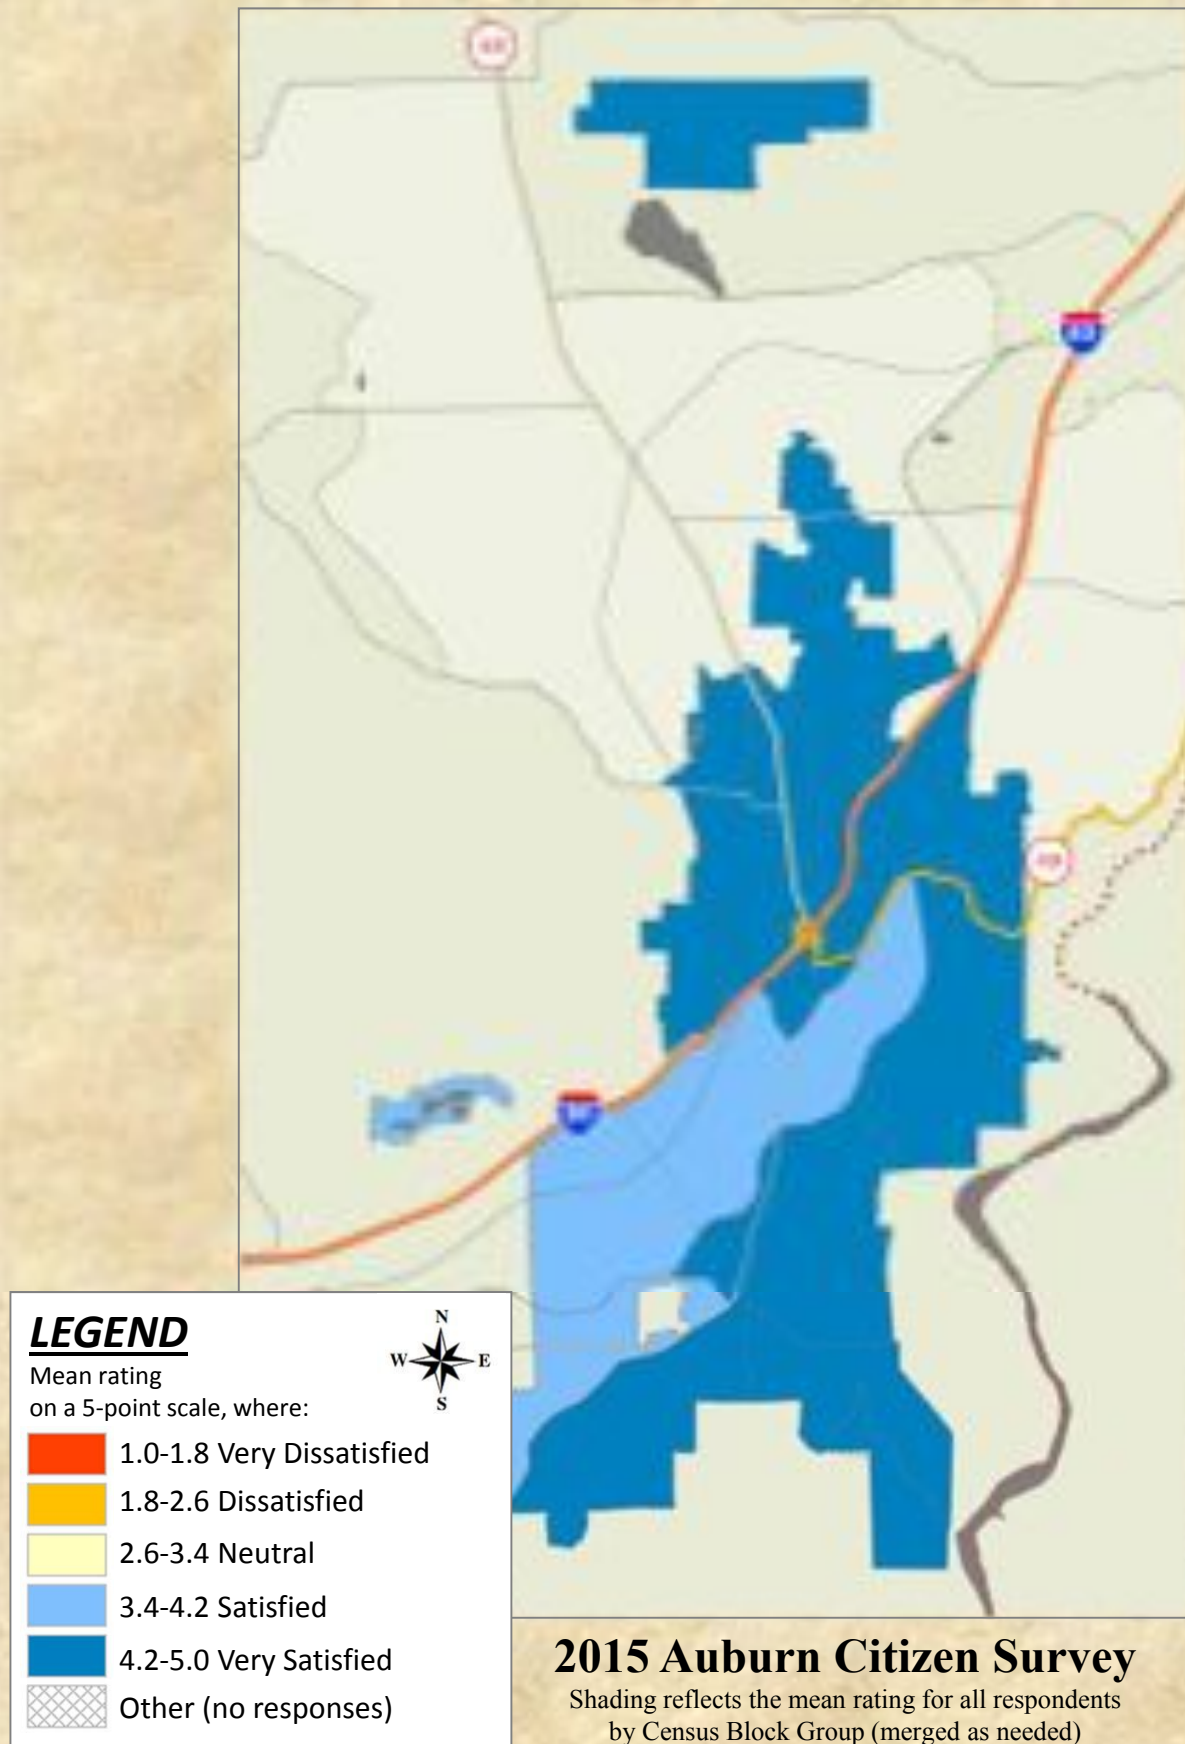 LEGEND
N
W E
S
Mean rating
on a 5-point scale, where:
1.0-1.8 Very Dissatisfied
1.8-2.6 Dissatisfied
2.6-3.4 Neutral
3.4-4.2 Satisfied
4.2-5.0 Very Satisfied
Other (no responses)
2015 Auburn Citizen Survey
Shading reflects the mean rating for all respondents
by Census Block Group (merged as needed)